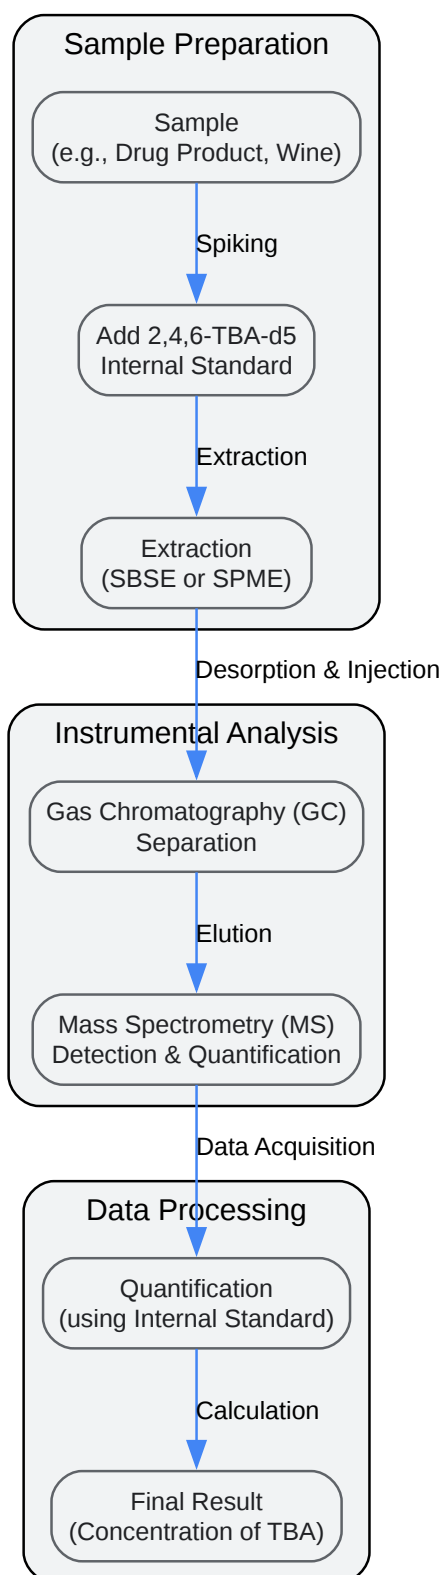 Sample Preparation
Sample
(e.g., Drug Product, Wine)
Spiking
Add 2,4,6-TBA-d5
Internal Standard
Extraction
Extraction
(SBSE or SPME)
Desorption & Injection
Instrumental Analysis
Gas Chromatography (GC)
Separation
Elution
Mass Spectrometry (MS)
Detection & Quantification
Data Acquisition
Data Processing
Quantification
(using Internal Standard)
Calculation
Final Result
(Concentration of TBA)